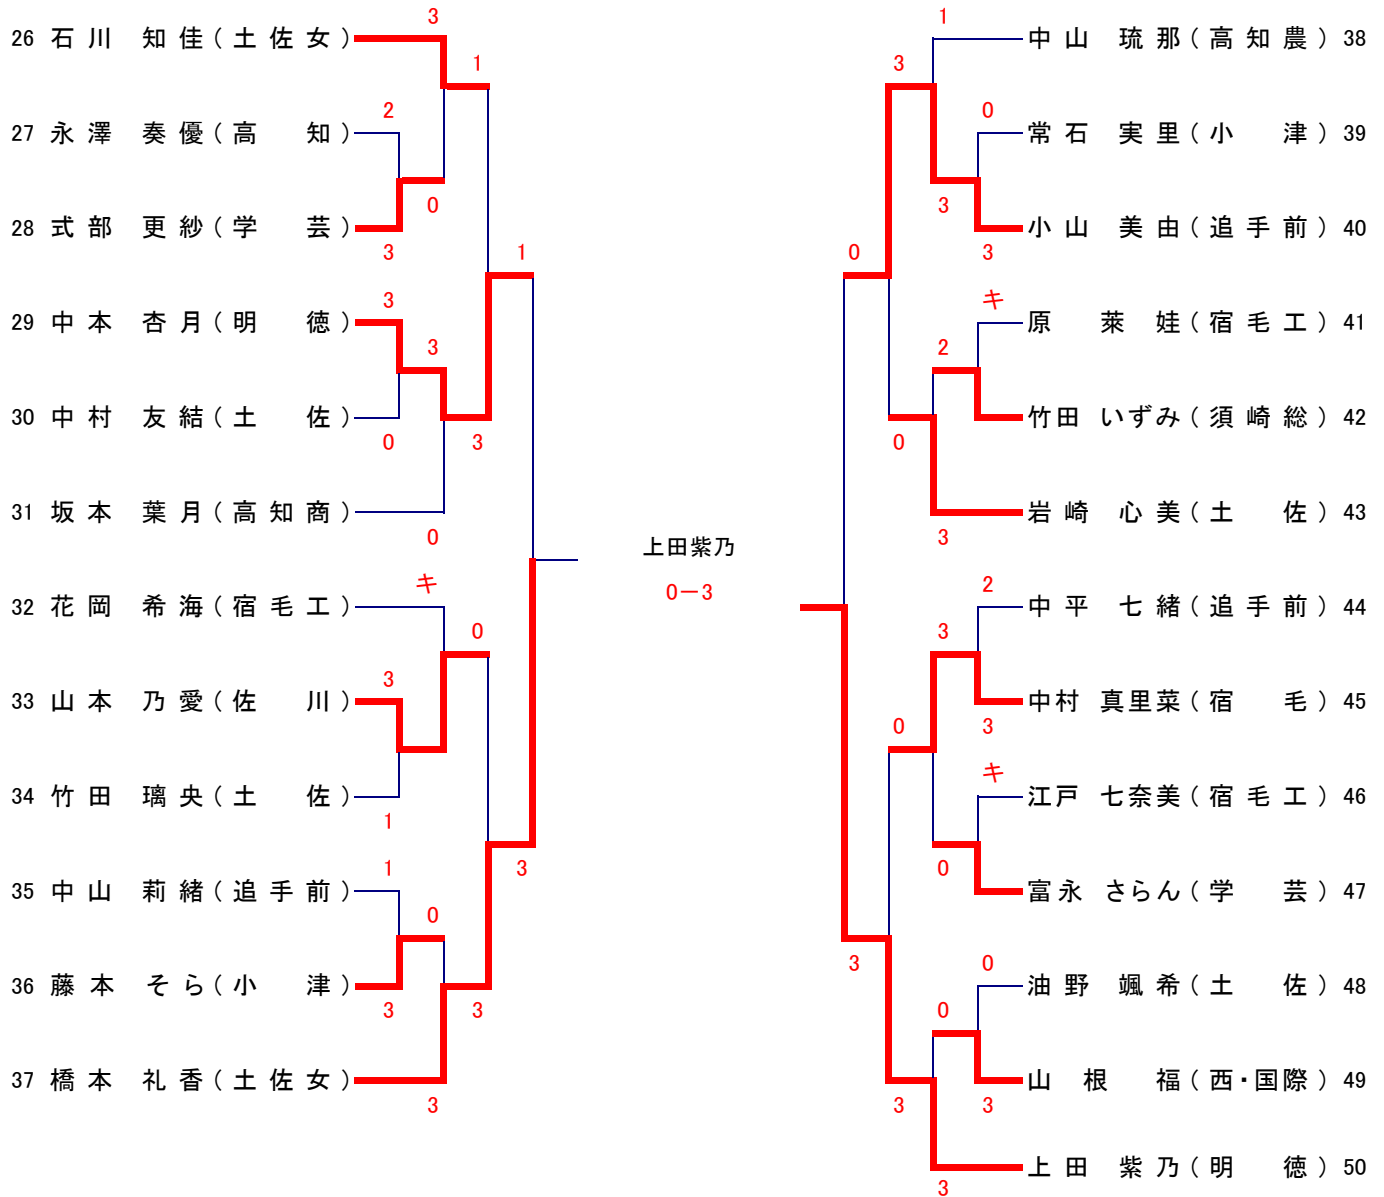 26 石川 知佳(土佐女)
27 永澤 奏優(高 知)
28 式部 更紗(学 芸)
29 中本 杏月(明 徳)
30 中村 友結(土 佐)
31 坂本 葉月(高知商)
32 花岡 希海(宿毛工)
33 山本 乃愛(佐 川)
34 竹田 璃央(土 佐)
35 中山 莉緒(追手前)
36 藤本 そら(小 津)
37 橋本 礼香(土佐女)
3
2
3
3
0
キ
3
1
1
3
3
0
3
0
0
1
3
0
3
1
3
上田紫乃
0－3
0
3
3
0
0
3
1
3
2
3
3
0
0
3
0
3
キ
2
3
キ
0
3
中山 琉那(高知農) 38
常石 実里(小 津) 39
小山 美由(追手前) 40
原 萊娃(宿毛工) 41
竹田 いずみ(須崎総) 42
岩崎 心美(土 佐) 43
中平 七緒(追手前) 44
中村 真里菜(宿 毛) 45
江戸 七奈美(宿毛工) 46
富永 さらん(学 芸) 47
油野 颯希(土 佐) 48
山根 福(西・国際) 49
上田 紫乃(明 徳) 50